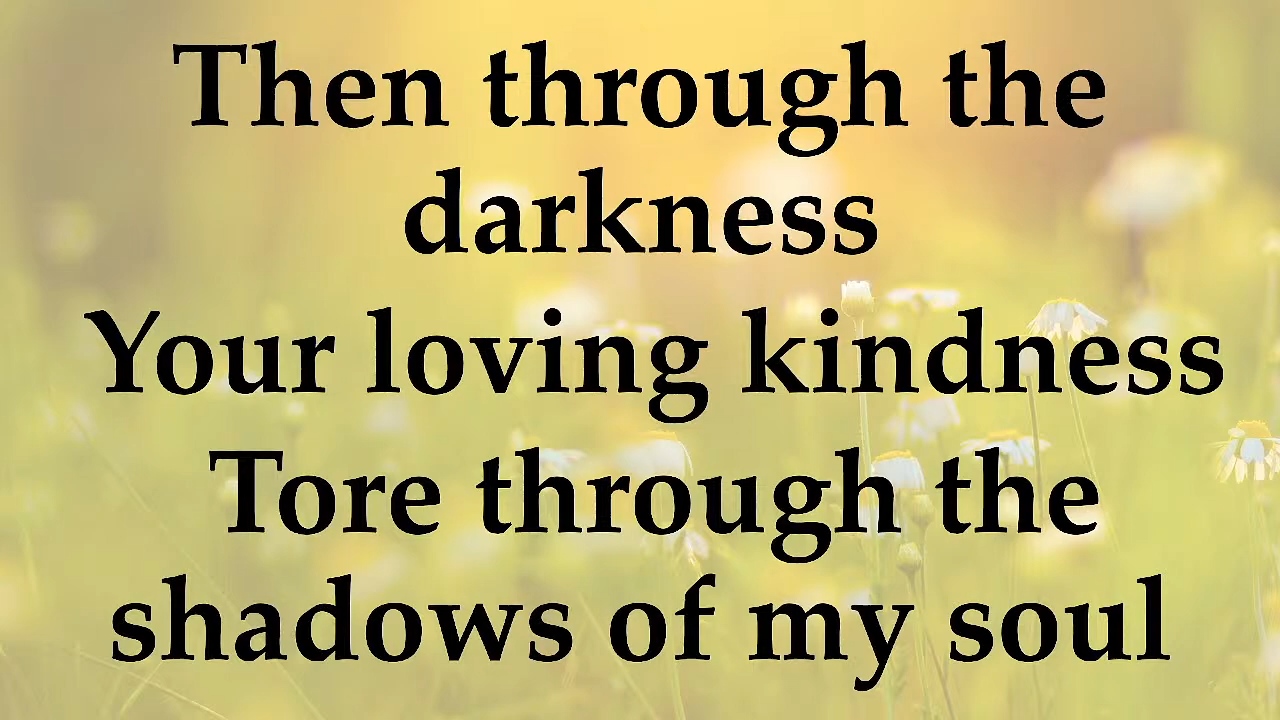 Then through the
darkness
Your loving kindness
Tore through the
shadows of my soul